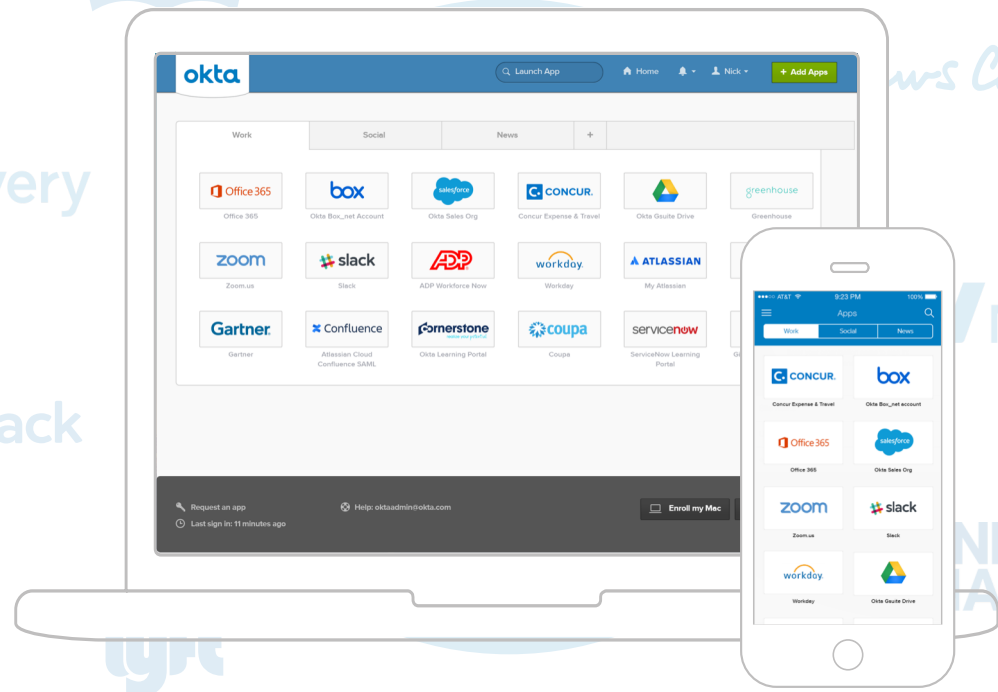 okta
Launch App
Home
Nick
+ Add Apps
Work
Social
News
+
Office 365
box
salesforce
CONCUR.
greenhouse
Office 365
Okta Box_net Account
Okta Sales Org
Concur Expense & Travel
Okta Gsuite Drive
Greenhouse
zoom
slack
ADP
workday.
ATLASSIAN
Zoom.us
Slack
ADP Workforce Now
Workday
My Atlassian
Gartner
Confluence
Cornerstone
coupa
servicenow
Gartner
Atlassian Cloud
Confluence SAML
Okta Learning Portal
Coupa
ServiceNow Learning
Portal
Request an app
Last sign in: 11 minutes ago
Help: oktaadmin@okta.com
Enroll my Mac
AT&T
9:23 PM
100%
Apps
Work
Social
News
CONCUR.
box
Concur Expense & Travel
Okta Box_net account
Office 365
salesforce
Office 365
Okta Sales Org
zoom
slack
Zoom.us
Slack
workday.
Workday
Okta Gsuite Drive
very
ack
lyft